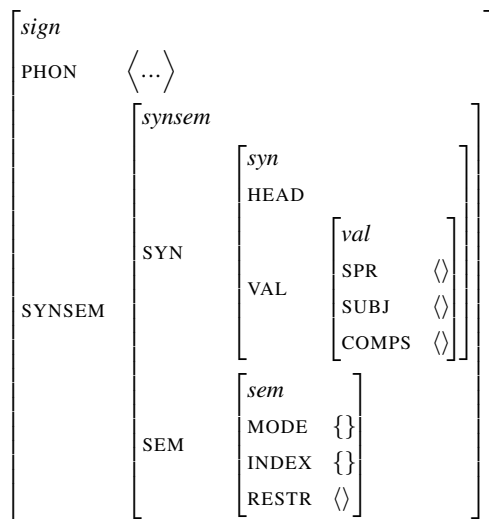 sign
PHON ⟨...⟩
synsem
syn
HEAD
val
SYN
SPR ⟨⟩
VAL
SUBJ ⟨⟩
SYNSEM
COMPS ⟨⟩
sem
MODE {}
SEM
INDEX {}
RESTR ⟨⟩